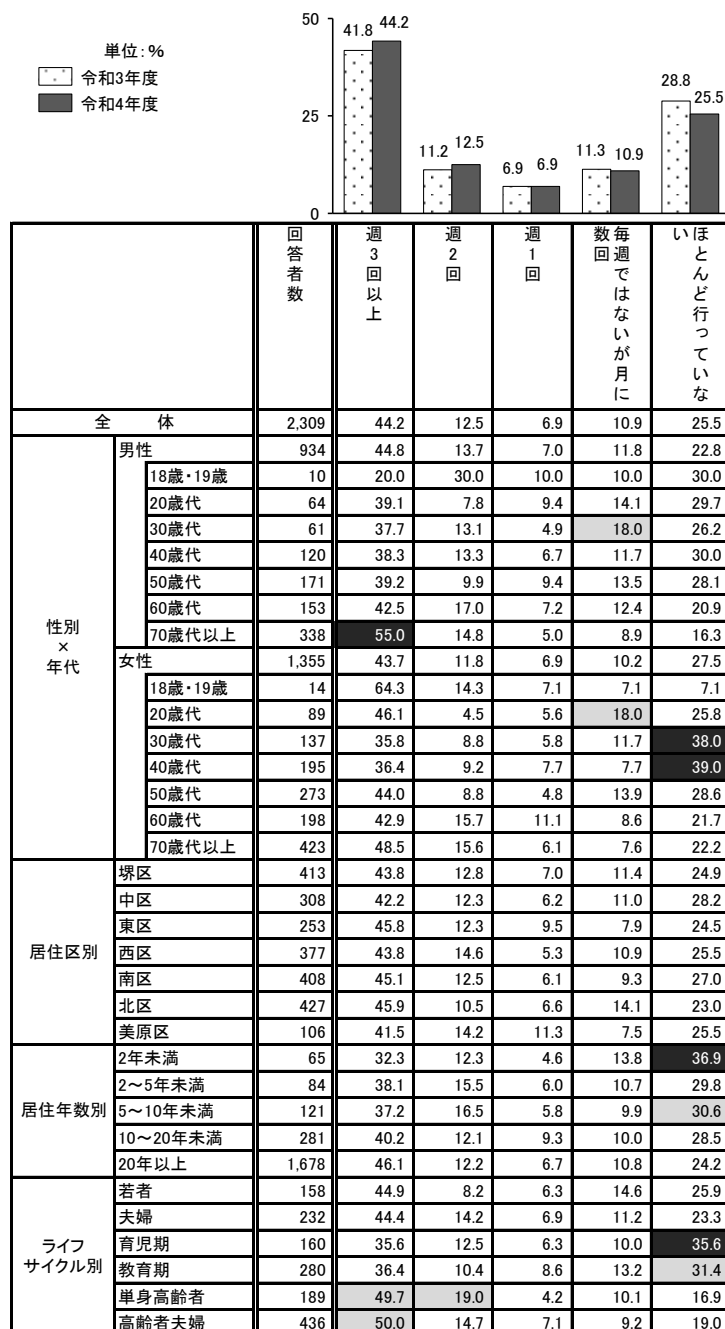 単位：%
令和3年度
令和4年度
50
25
0
41.8 44.2
11.2 12.5
6.9 6.9
11.3 10.9
28.8 25.5
回答者数 週3回以上 週2回 週1回 毎週ではないが月に数回 ほとんど行っていない
全 体 2,309 44.2 12.5 6.9 10.9 25.5
性別×年代
男性 934 44.8 13.7 7.0 11.8 22.8
18歳・19歳 10 20.0 30.0 10.0 10.0 30.0
20歳代 64 39.1 7.8 9.4 14.1 29.7
30歳代 61 37.7 13.1 4.9 18.0 26.2
40歳代 120 38.3 13.3 6.7 11.7 30.0
50歳代 171 39.2 9.9 9.4 13.5 28.1
60歳代 153 42.5 17.0 7.2 12.4 20.9
70歳代以上 338 55.0 14.8 5.0 8.9 16.3
女性 1,355 43.7 11.8 6.9 10.2 27.5
18歳・19歳 14 64.3 14.3 7.1 7.1 7.1
20歳代 89 46.1 4.5 5.6 18.0 25.8
30歳代 137 35.8 8.8 5.8 11.7 38.0
40歳代 195 36.4 9.2 7.7 7.7 39.0
50歳代 273 44.0 8.8 4.8 13.9 28.6
60歳代 198 42.9 15.7 11.1 8.6 21.7
70歳代以上 423 48.5 15.6 6.1 7.6 22.2
居住区別
堺区 413 43.8 12.8 7.0 11.4 24.9
中区 308 42.2 12.3 6.2 11.0 28.2
東区 253 45.8 12.3 9.5 7.9 24.5
西区 377 43.8 14.6 5.3 10.9 25.5
南区 408 45.1 12.5 6.1 9.3 27.0
北区 427 45.9 10.5 6.6 14.1 23.0
美原区 106 41.5 14.2 11.3 7.5 25.5
居住年数別
2年未満 65 32.3 12.3 4.6 13.8 36.9
2～5年未満 84 38.1 15.5 6.0 10.7 29.8
5～10年未満 121 37.2 16.5 5.8 9.9 30.6
10～20年未満 281 40.2 12.1 9.3 10.0 28.5
20年以上 1,678 46.1 12.2 6.7 10.8 24.2
ライフサイクル別
若者 158 44.9 8.2 6.3 14.6 25.9
夫婦 232 44.4 14.2 6.9 11.2 23.3
育児期 160 35.6 12.5 6.3 10.0 35.6
教育期 280 36.4 10.4 8.6 13.2 31.4
単身高齢者 189 49.7 19.0 4.2 10.1 16.9
高齢者夫婦 436 50.0 14.7 7.1 9.2 19.0